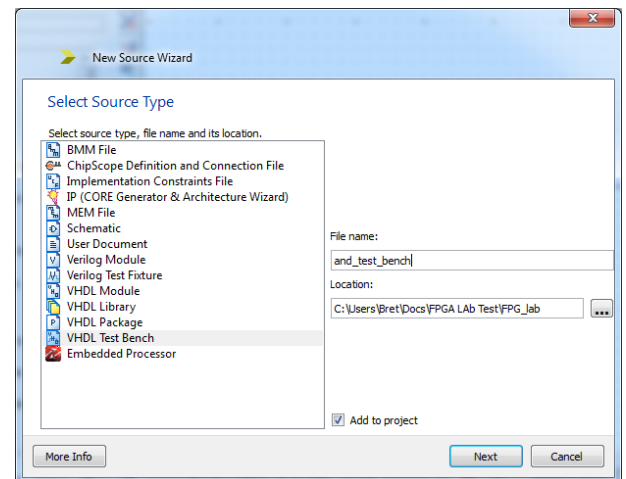 New Source Wizard
Select Source Type
Select source type, file name and its location.
BMM File
ChipScope Definition and Connection File
Implementation Constraints File
IP (CORE Generator & Architecture Wizard)
MEM File
Schematic
User Document
Verilog Module
Verilog Test Fixture
VHDL Module
VHDL Library
VHDL Package
VHDL Test Bench
Embedded Processor
File name:
and_test_bench
Location:
C:\Users\Bret\Docs\FPGA LAb Test\FPG_lab
...
Add to project
More Info
Next
Cancel